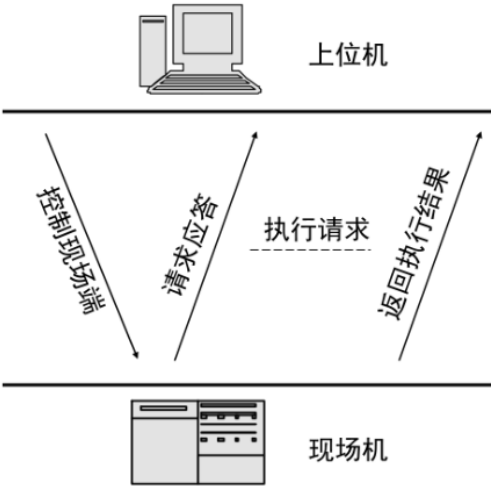 上位机
控制现场端
请求应答
执行请求
返回执行结果
现场机